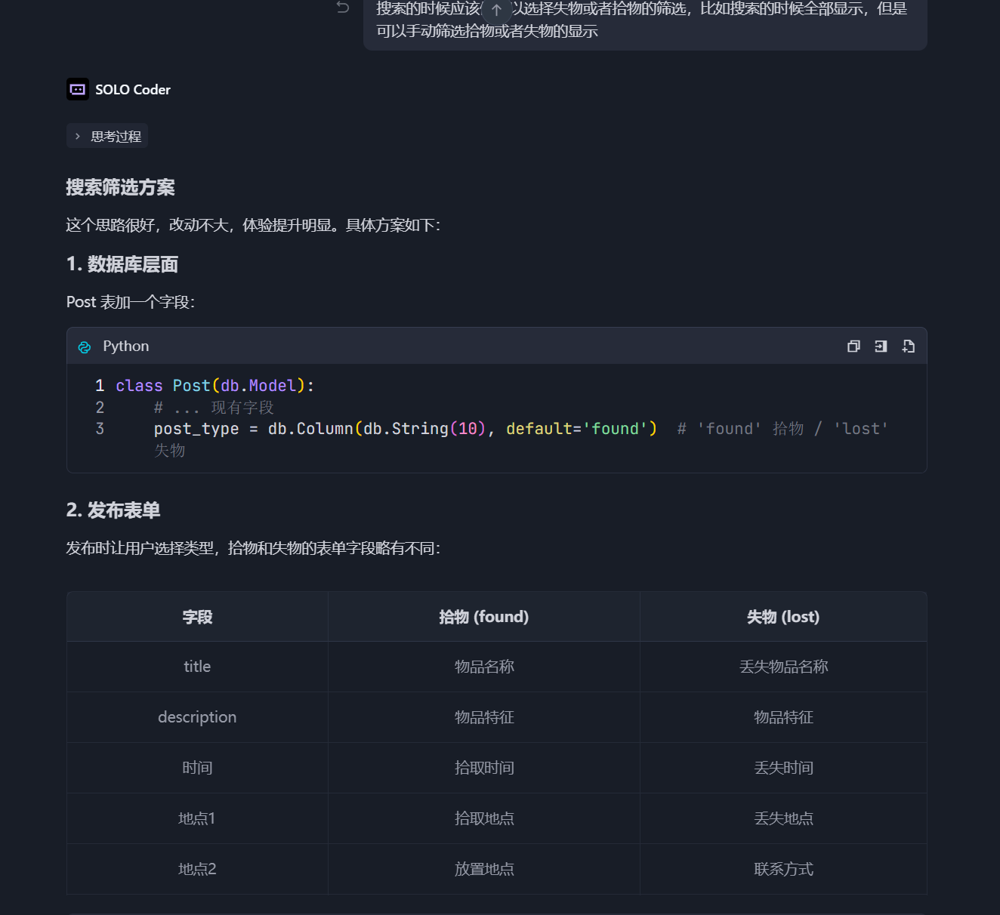 搜索的时候应该 以选择失物或者拾物的筛选，比如搜索的时候全部显示，但是
可以手动筛选拾物或者失物的显示
SOLO Coder
思考过程
搜索筛选方案
这个思路很好，改动不大，体验提升明显。具体方案如下：
1. 数据库层面
Post 表加一个字段：
Python
1 class Post(db.Model):
2     # ... 现有字段
3     post_type = db.Column(db.String(10), default='found')  # 'found' 拾物 / 'lost'
失物
2. 发布表单
发布时让用户选择类型，拾物和失物的表单字段略有不同：
字段 拾物 (found) 失物 (lost)
title 物品名称 丢失物品名称
description 物品特征 物品特征
时间 拾取时间 丢失时间
地点1 拾取地点 丢失地点
地点2 放置地点 联系方式